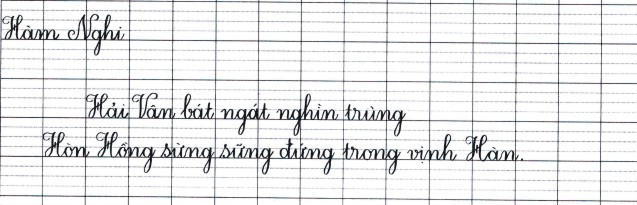 Hàm Nghi
Hải Vân bát ngát nghìn trùng
Hòn Hồng sừng sững đứng trong vịnh Hàn.